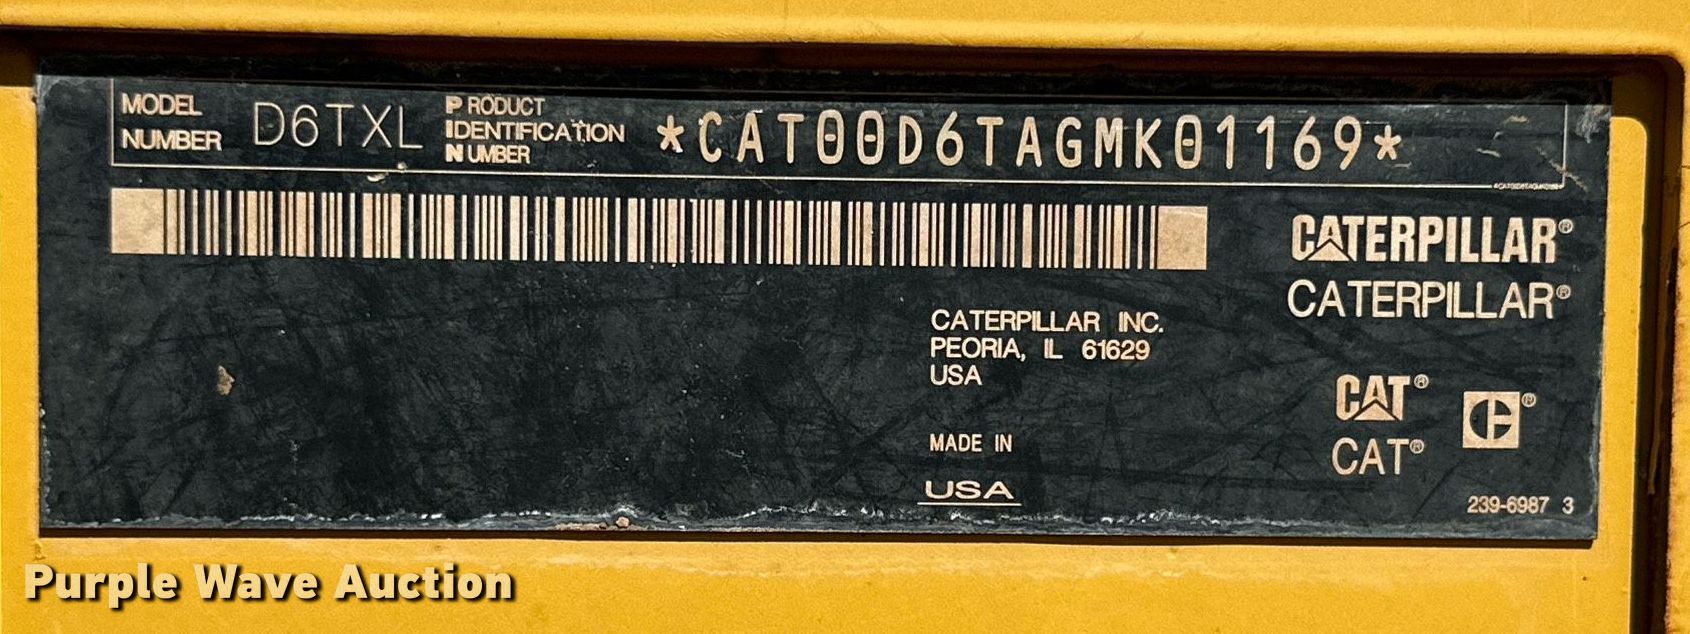 MODEL NUMBER D6TXL PRODUCT IDENTIFICATION NUMBER *CAT00D6TAGMK01169*
CATERPILLAR®
CATERPILLAR®
CATERPILLAR INC.
PEORIA, IL 61629
USA
CAT®
CAT®
®
MADE IN
USA
239-6987 3
Purple Wave Auction